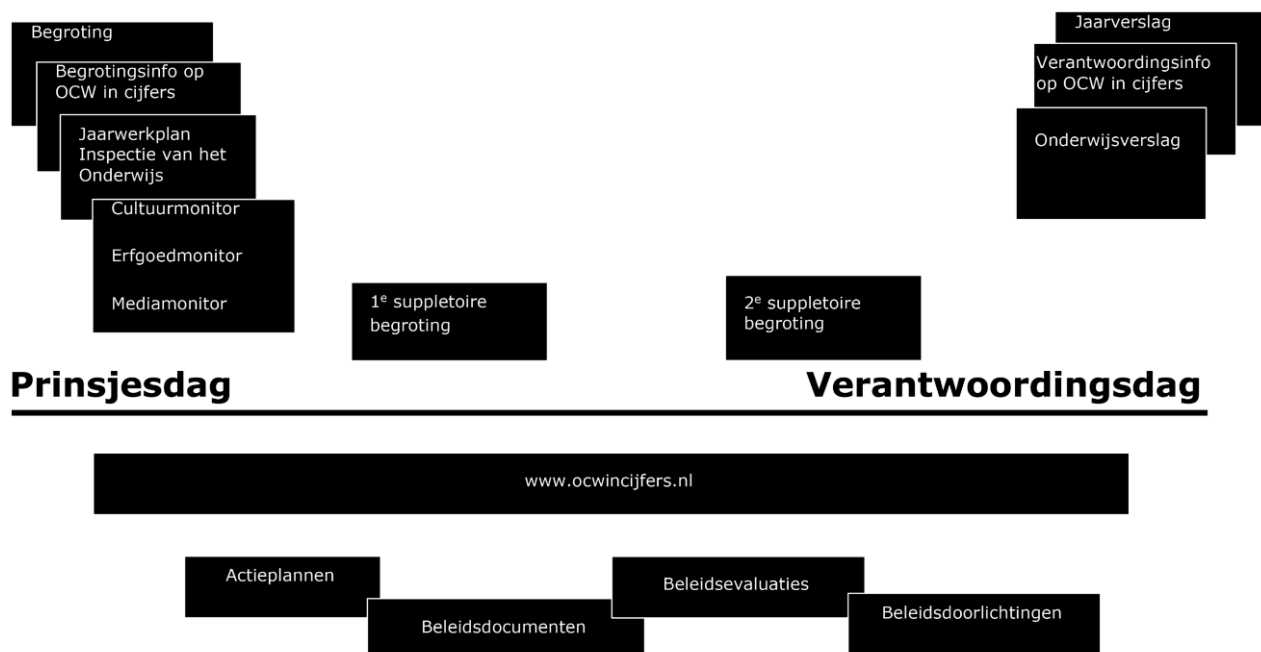 Begroting
Begrotingsinfo op
OCW in cijfers
Jaarwerkplan
Inspectie van het
Onderwijs
Cultuurmonitor
Erfgoedmonitor
Mediamonitor
1e suppletoire
begroting
2e suppletoire
begroting
Jaarverslag
Verantwoordingsinfo
op OCW in cijfers
Onderwijsverslag
Prinsjesdag
Verantwoordingsdag
www.ocwincijfers.nl
Actieplannen
Beleidsdocumenten
Beleidsevaluaties
Beleidsdoorlichtingen